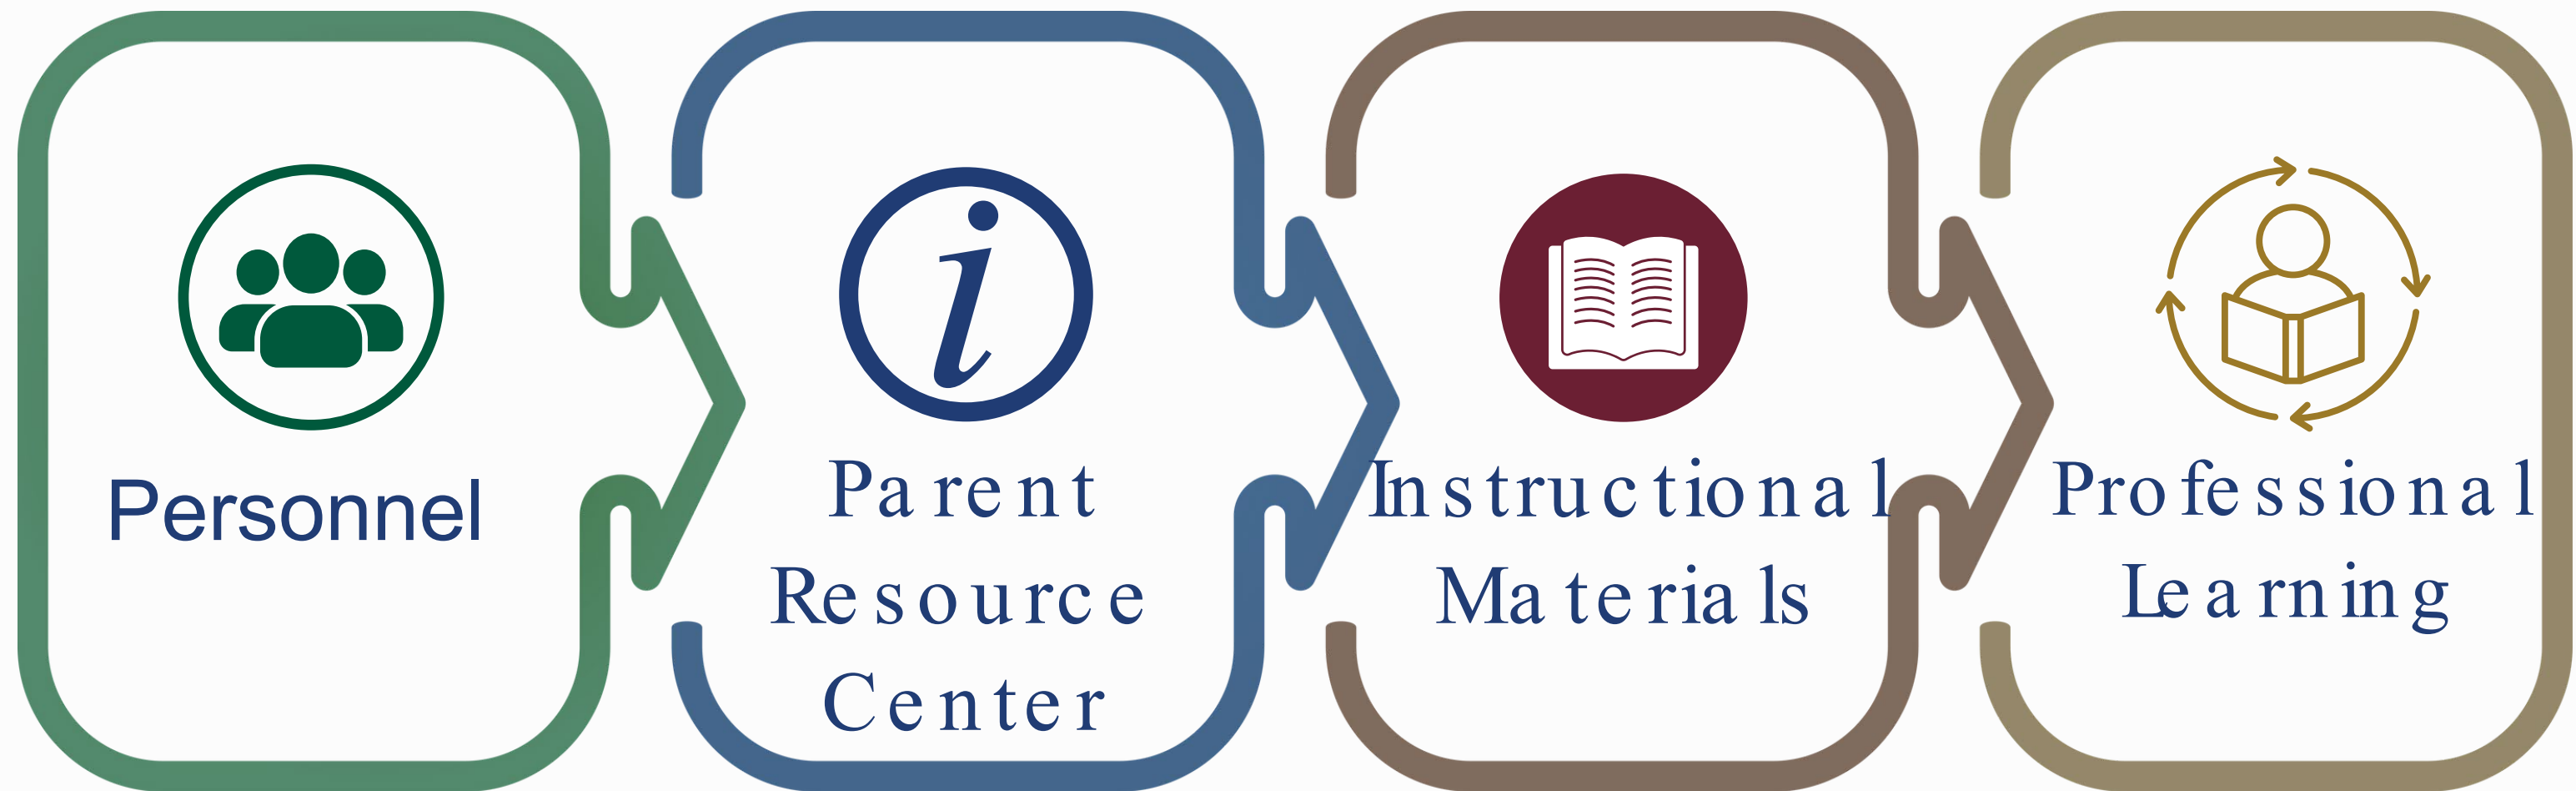 Personnel
Parent
Resource
Center
Instructional
Materials
Professional
Learning